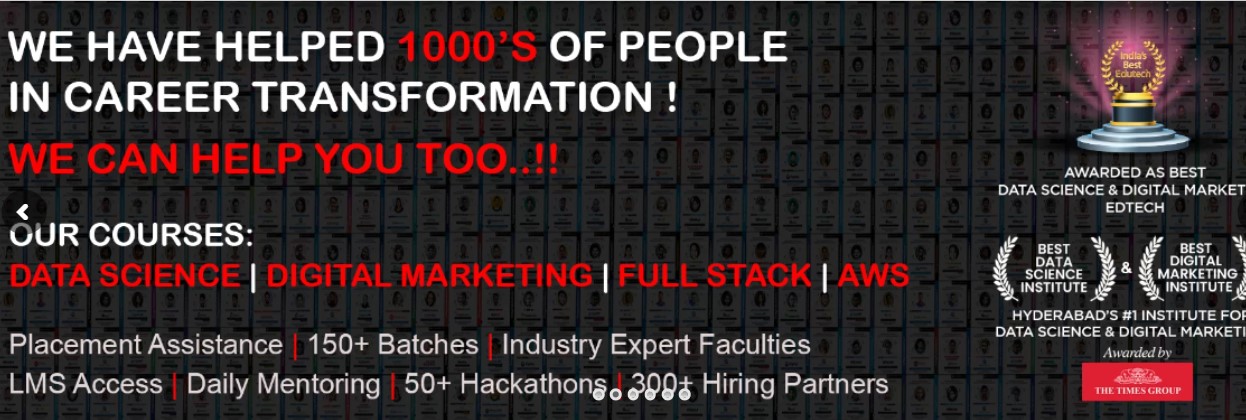 WE HAVE HELPED 1000'S OF PEOPLE
IN CAREER TRANSFORMATION !
WE CAN HELP YOU TOO..!!
OUR COURSES:
DATA SCIENCE | DIGITAL MARKETING | FULL STACK | AWS
Placement Assistance | 150+ Batches | Industry Expert Faculties
LMS Access | Daily Mentoring | 50+ Hackathons | 300+ Hiring Partners
India's
Best
Edutech
AWARDED AS BEST
DATA SCIENCE & DIGITAL MARKET
EDTECH
BEST
DATA
SCIENCE
INSTITUTE
&
BEST
DIGITAL
MARKETING
INSTITUTE
HYDERABAD'S #1 INSTITUTE FOR
DATA SCIENCE & DIGITAL MARKETI
Awarded by
THE TIMES GROUP